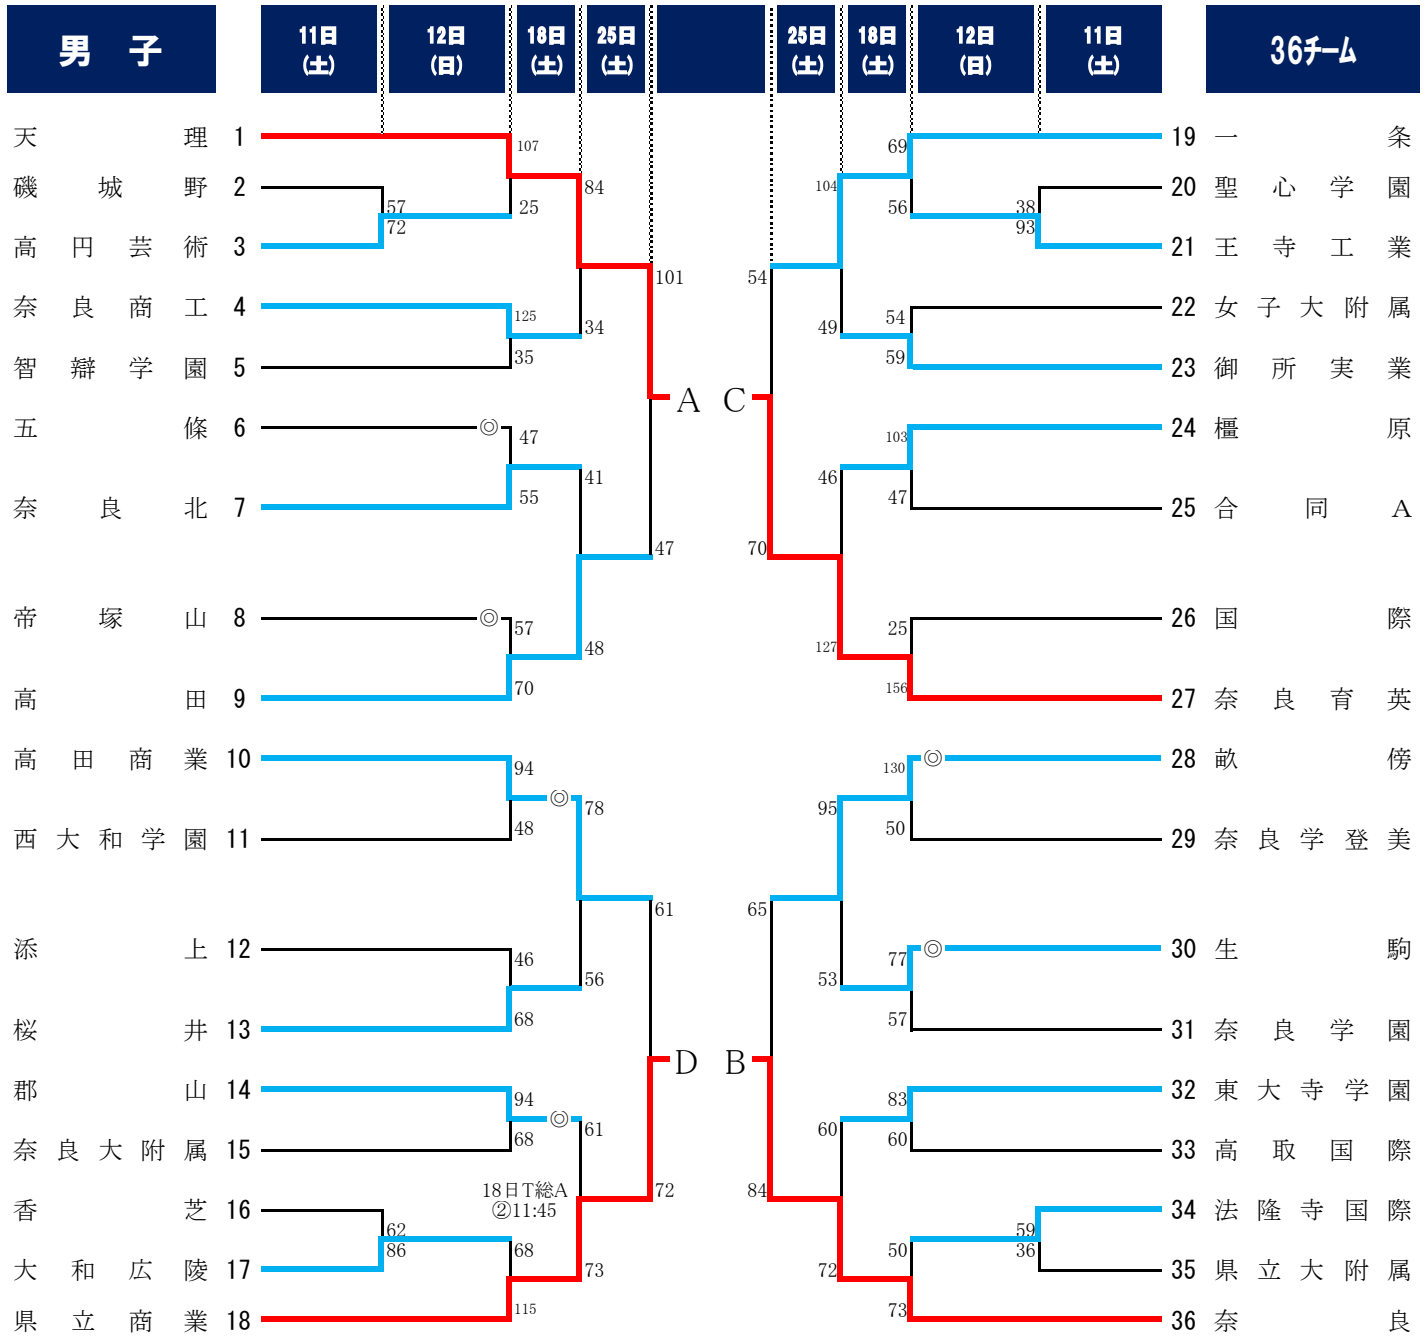 男 子 11日(土) 12日(日) 18日(土) 25日(土) 25日(土) 18日(土) 12日(日) 11日(土) 36チーム
天理 1 107 69 19 一条
84 104
磯城野 2 57 25 56 38 20 聖心学園
72 93
高円芸術 3 21 王寺工業
101 54
奈良商工 4 125 34 49 54 22 女子大附属
智辯学園 5 35 59 23 御所実業
A C
五條 6 ◎ 47 103 24 橿原
41 46
奈良北 7 55 47 25 合同A
47 70
帝塚山 8 ◎ 57 25 26 国際
48 127
高田 9 70 156 27 奈良育英
高田商業 10 94 130 ◎ 28 畝傍
◎ 78 95
西大和学園 11 48 50 29 奈良学登美
61 65
添上 12 46 77 ◎ 30 生駒
56 53
桜井 13 68 57 31 奈良学園
D B
郡山 14 94 83 32 東大寺学園
◎ 61 60
奈良大附属 15 68 60 33 高取国際
18日T総A 72 84
②11:45
香芝 16 62 59 34 法隆寺国際
86 68 50 36
大和広陵 17 73 72 35 県立大附属
県立商業 18 115 73 36 奈良